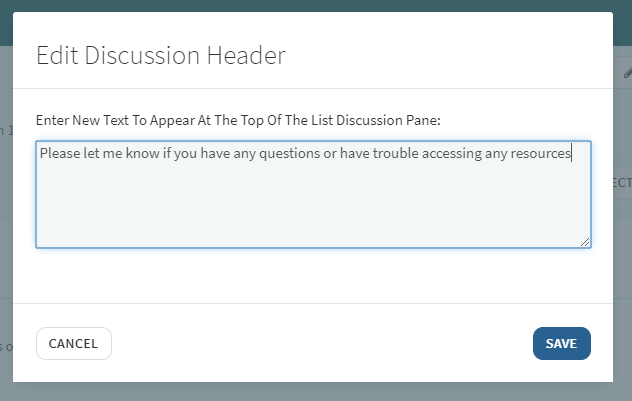 Edit Discussion Header
Enter New Text To Appear At The Top Of The List Discussion Pane:
Please let me know if you have any questions or have trouble accessing any resources
CANCEL
SAVE